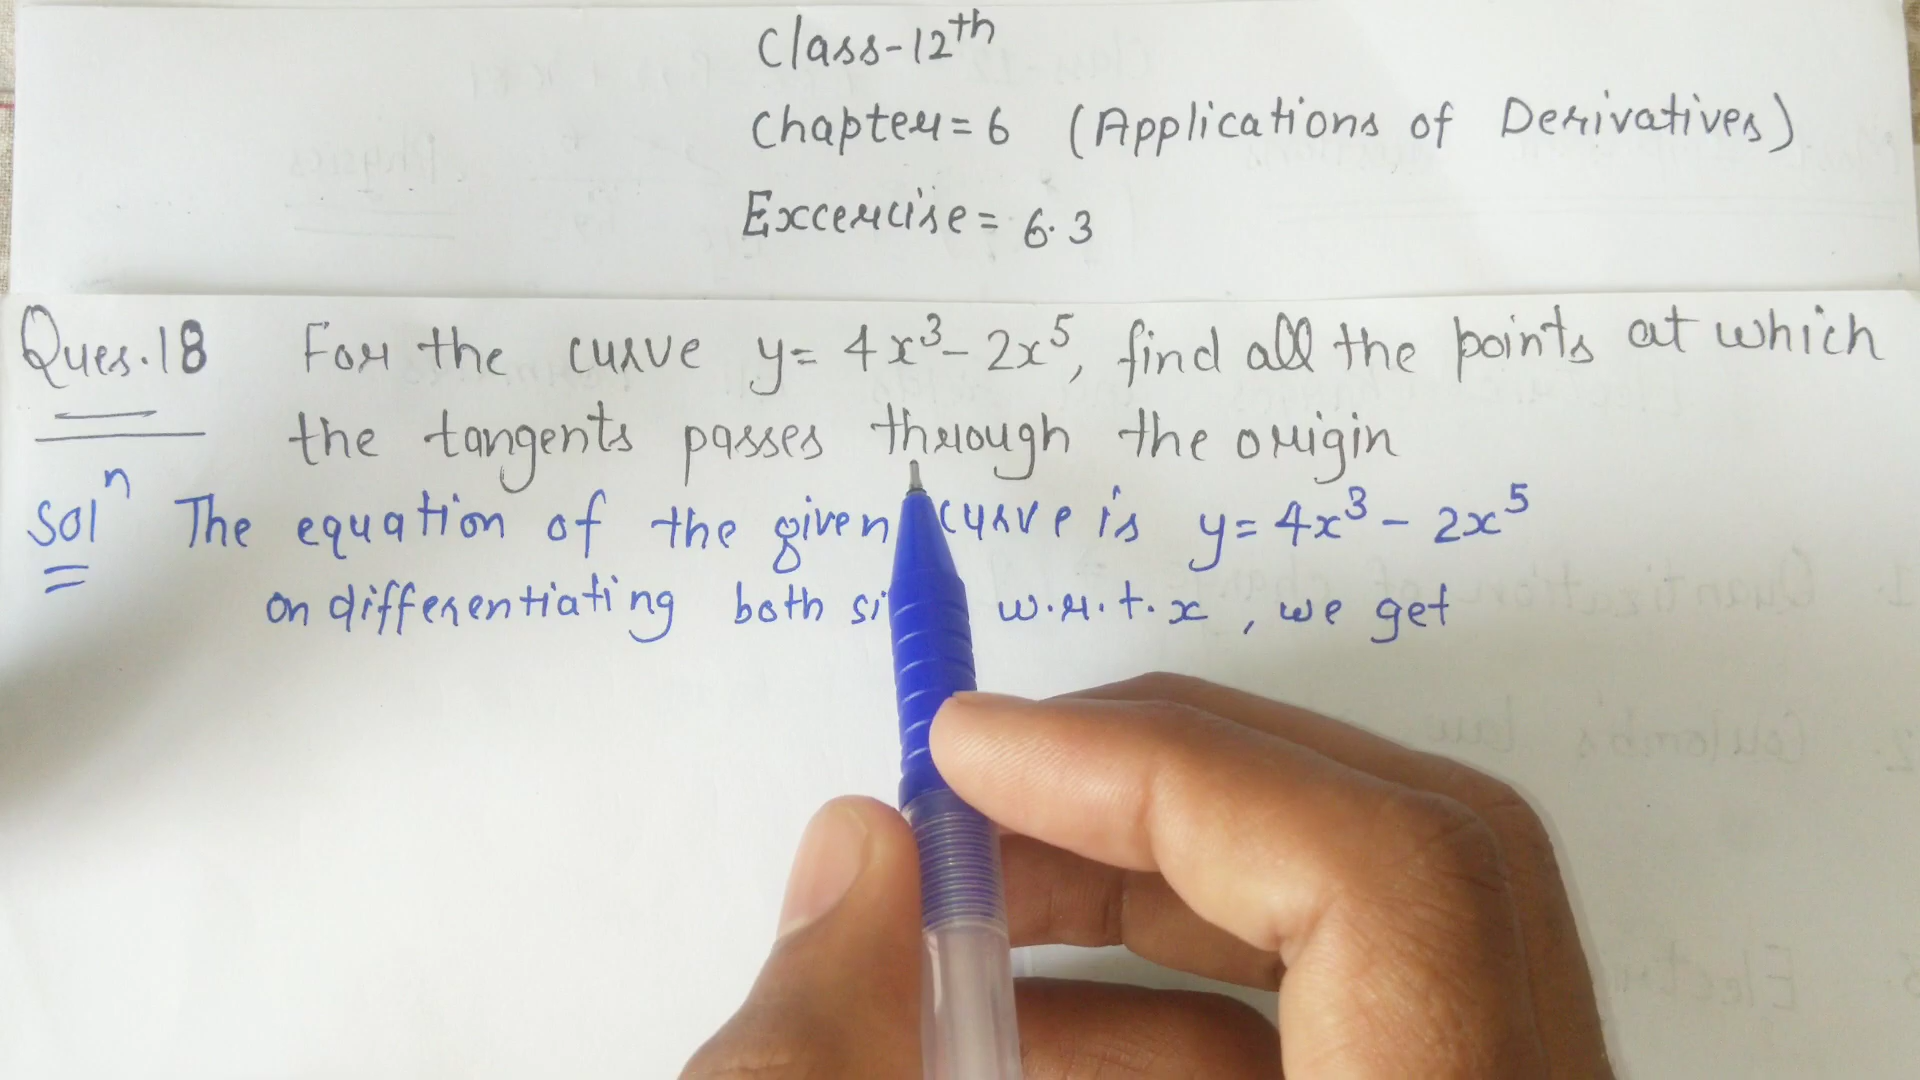 Class-12th
Chapter=6 (Applications of Derivatives)
Excercise= 6.3
Ques.18 For the curve y= 4x³- 2x⁵, find all the points at which
the tangents passes through the origin
Solⁿ The equation of the given curve is y= 4x³- 2x⁵
on differentiating both si w.r.t.x, we get